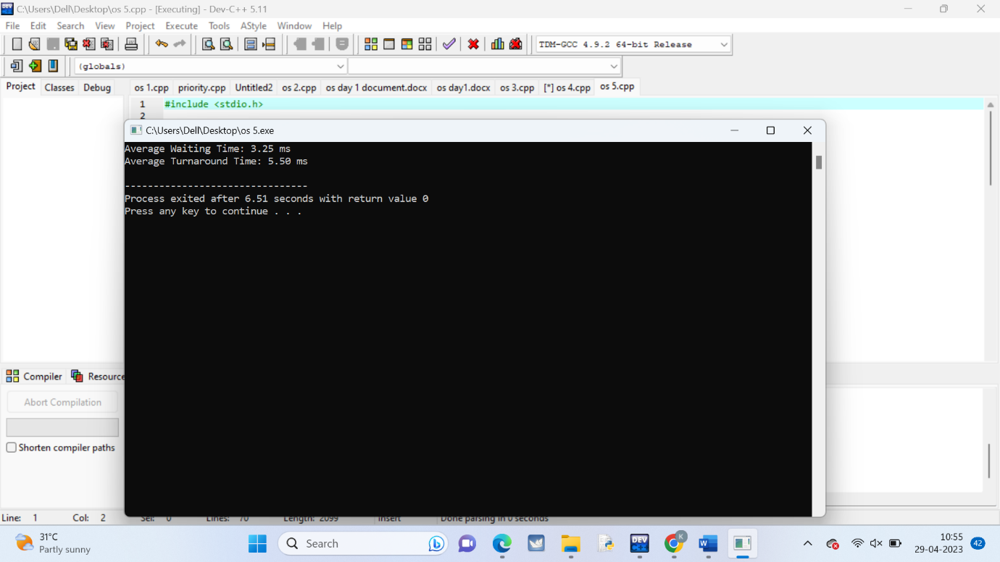 C:\Users\Dell\Desktop\os 5.cpp - [Executing] - Dev-C++ 5.11
File Edit Search View Project Execute Tools AStyle Window Help
TDM-GCC 4.9.2 64-bit Release
(globals)
Project Classes Debug
os 1.cpp priority.cpp Untitled2 os 2.cpp os day 1 document.docx os day1.docx os 3.cpp [*] os 4.cpp os 5.cpp
1 #include <stdio.h>
2
C:\Users\Dell\Desktop\os 5.exe
Average Waiting Time: 3.25 ms
Average Turnaround Time: 5.50 ms
--------------------------------
Process exited after 6.51 seconds with return value 0
Press any key to continue . . .
Compiler Resource
Abort Compilation
Shorten compiler paths
Line: 1 Col: 2 Sel: 0 Lines: 70 Length: 2099 Insert Done parsing in 0 seconds
31°C
Partly sunny
Search
DEV
K
W
10:55
29-04-2023
42